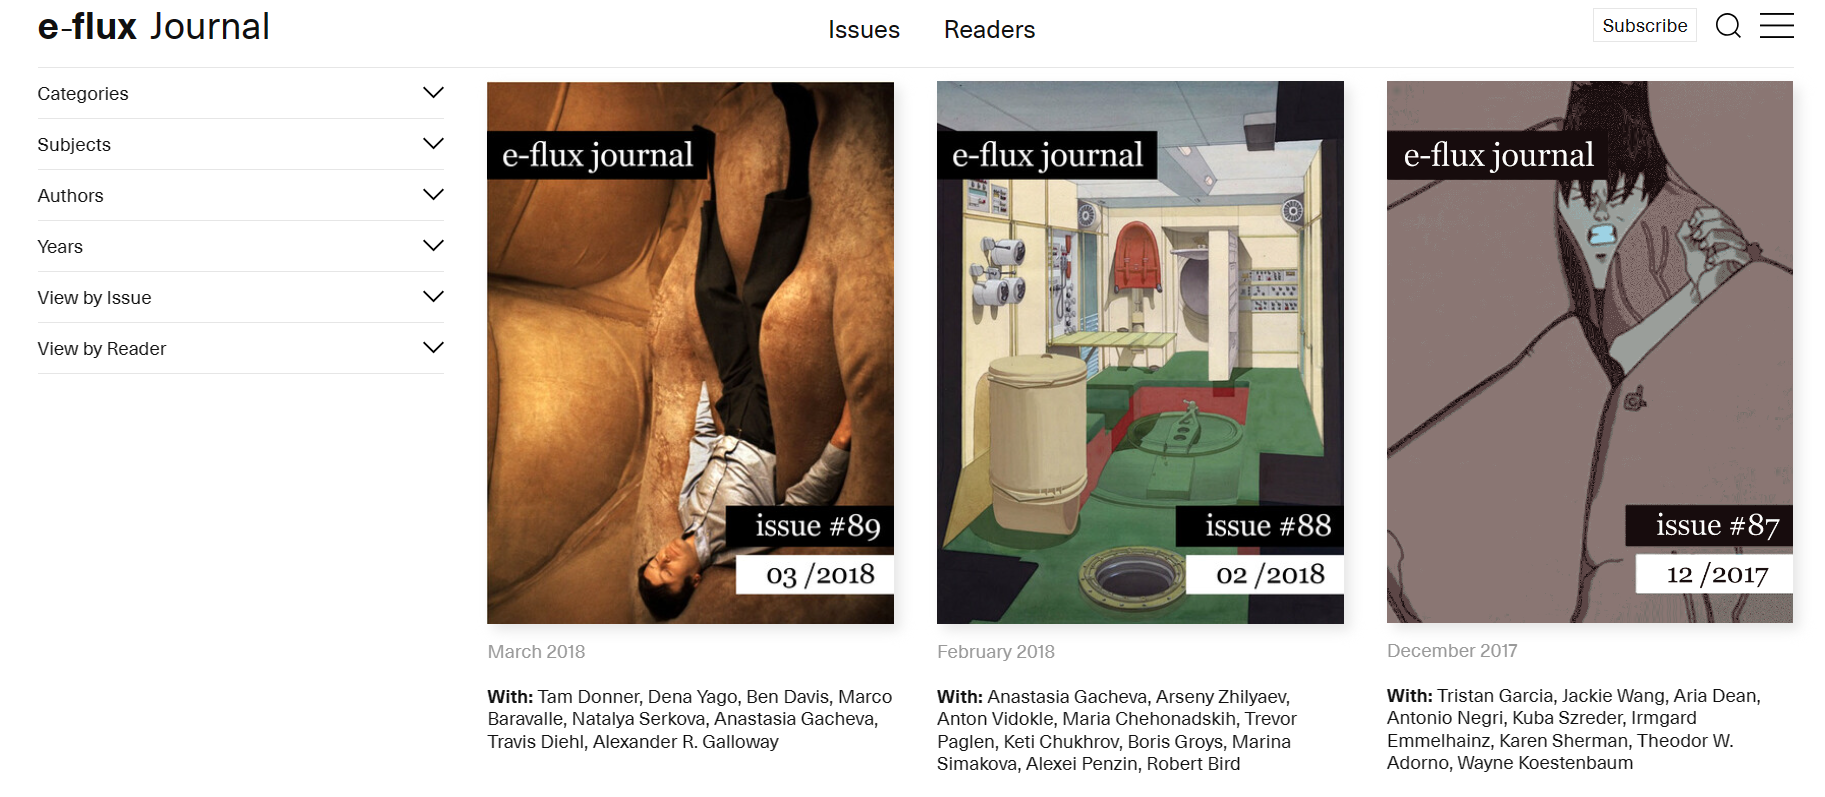 e-flux Journal
Issues
Readers
Subscribe
Categories
Subjects
Authors
Years
View by Issue
View by Reader
e-flux journal
issue #89
03 /2018
March 2018
With: Tam Donner, Dena Yago, Ben Davis, Marco
Baravalle, Natalya Serkova, Anastasia Gacheva,
Travis Diehl, Alexander R. Galloway
e-flux journal
issue #88
02 /2018
February 2018
With: Anastasia Gacheva, Arseny Zhilyaev,
Anton Vidokle, Maria Chehonadskih, Trevor
Paglen, Keti Chukhrov, Boris Groys, Marina
Simakova, Alexei Penzin, Robert Bird
e-flux journal
issue #87
12 /2017
December 2017
With: Tristan Garcia, Jackie Wang, Aria Dean,
Antonio Negri, Kuba Szreder, Irmgard
Emmelhainz, Karen Sherman, Theodor W.
Adorno, Wayne Koestenbaum